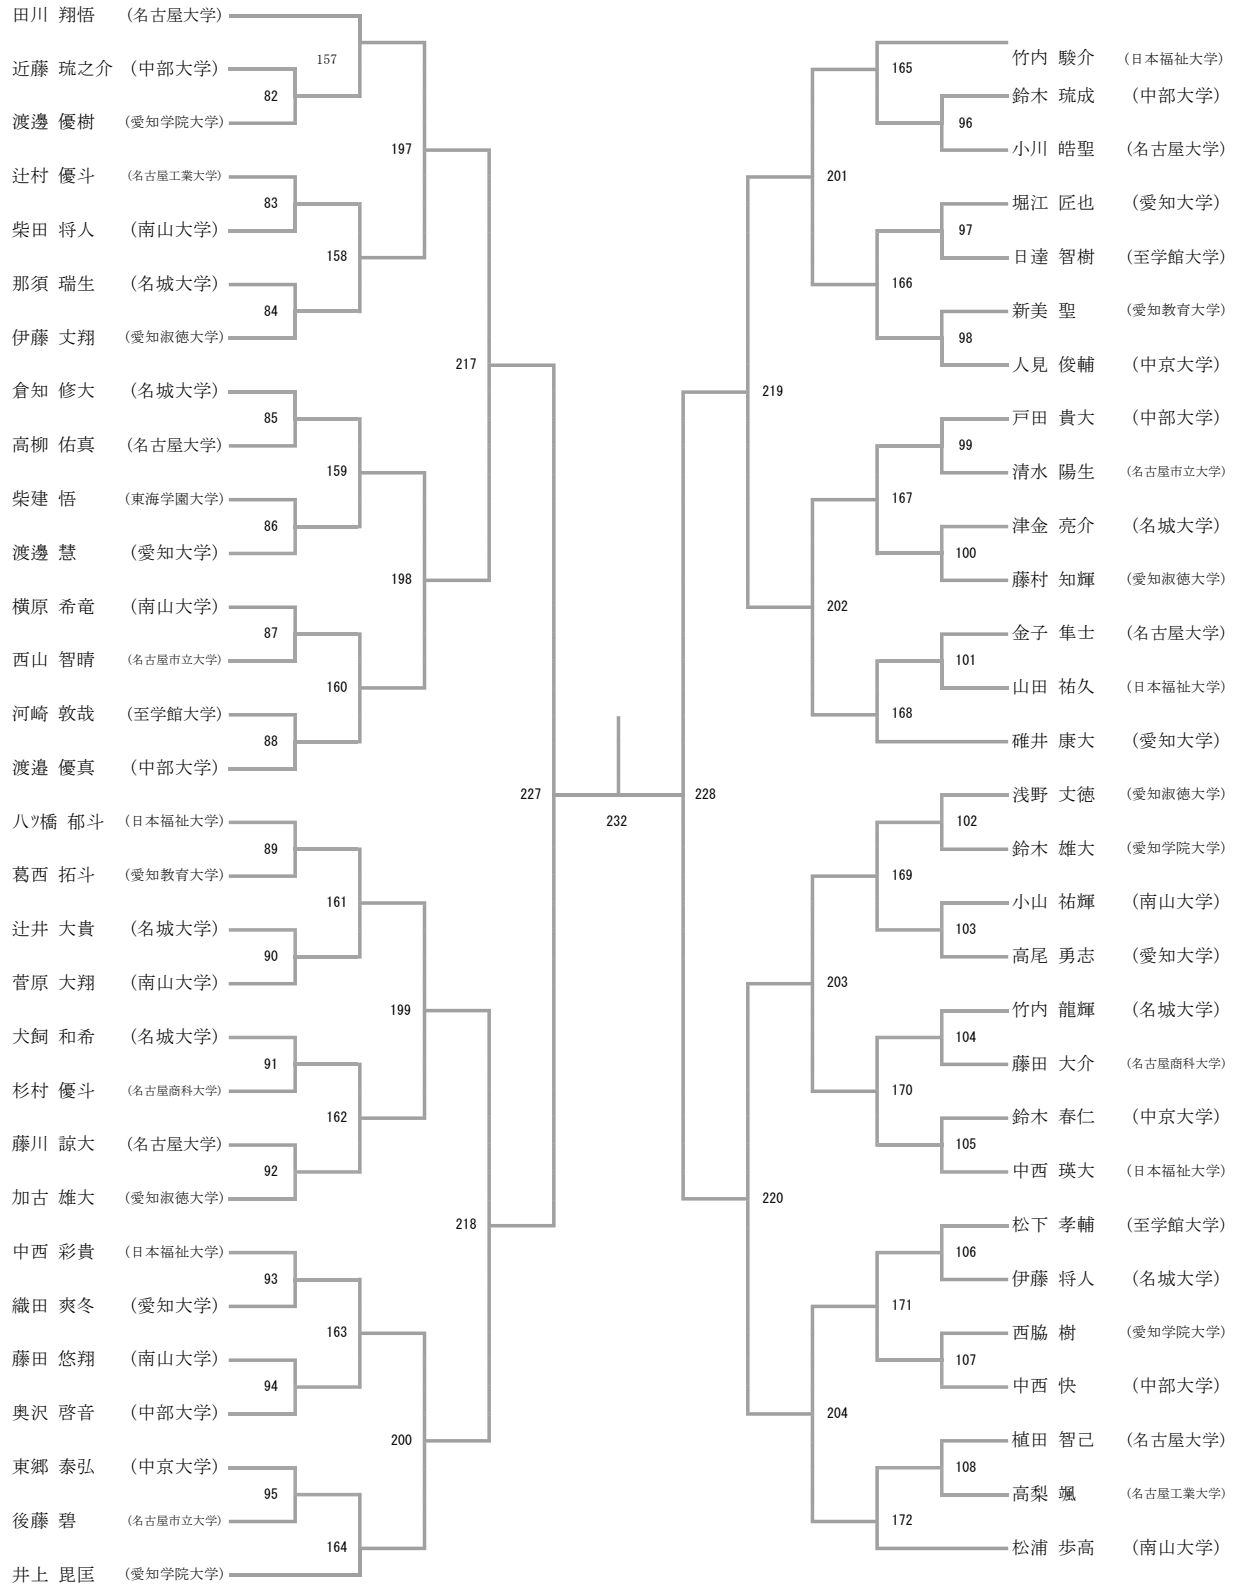 田川 翔悟 (名古屋大学)
157
近藤 琉之介 (中部大学)
82
渡邊 優樹 (愛知学院大学)
197
辻村 優斗 (名古屋工業大学)
83
柴田 将人 (南山大学)
158
那須 瑞生 (名城大学)
84
伊藤 丈翔 (愛知淑徳大学)
217
倉知 修大 (名城大学)
85
高柳 佑真 (名古屋大学)
159
柴建 悟 (東海学園大学)
86
渡邊 慧 (愛知大学)
198
横原 希竜 (南山大学)
87
西山 智晴 (名古屋市立大学)
160
河崎 敦哉 (至学館大学)
88
渡邉 優真 (中部大学)
227
八ツ橋 郁斗 (日本福祉大学)
89
葛西 拓斗 (愛知教育大学)
161
辻井 大貴 (名城大学)
90
菅原 大翔 (南山大学)
199
犬飼 和希 (名城大学)
91
杉村 優斗 (名古屋商科大学)
162
藤川 諒大 (名古屋大学)
92
加古 雄大 (愛知淑徳大学)
218
中西 彩貴 (日本福祉大学)
93
織田 爽冬 (愛知大学)
163
藤田 悠翔 (南山大学)
94
奥沢 啓音 (中部大学)
200
東郷 泰弘 (中京大学)
95
後藤 碧 (名古屋市立大学)
164
井上 毘匡 (愛知学院大学)
232
竹内 駿介 (日本福祉大学)
165
鈴木 琉成 (中部大学)
96
小川 皓聖 (名古屋大学)
201
堀江 匠也 (愛知大学)
97
日達 智樹 (至学館大学)
166
新美 聖 (愛知教育大学)
98
人見 俊輔 (中京大学)
219
戸田 貴大 (中部大学)
99
清水 陽生 (名古屋市立大学)
167
津金 亮介 (名城大学)
100
藤村 知輝 (愛知淑徳大学)
202
金子 隼士 (名古屋大学)
101
山田 祐久 (日本福祉大学)
168
碓井 康大 (愛知大学)
228
浅野 丈徳 (愛知淑徳大学)
102
鈴木 雄大 (愛知学院大学)
169
小山 祐輝 (南山大学)
103
高尾 勇志 (愛知大学)
203
竹内 龍輝 (名城大学)
104
藤田 大介 (名古屋商科大学)
170
鈴木 春仁 (中京大学)
105
中西 瑛大 (日本福祉大学)
220
松下 孝輔 (至学館大学)
106
伊藤 将人 (名城大学)
171
西脇 樹 (愛知学院大学)
107
中西 快 (中部大学)
204
植田 智己 (名古屋大学)
108
高梨 颯 (名古屋工業大学)
172
松浦 歩高 (南山大学)